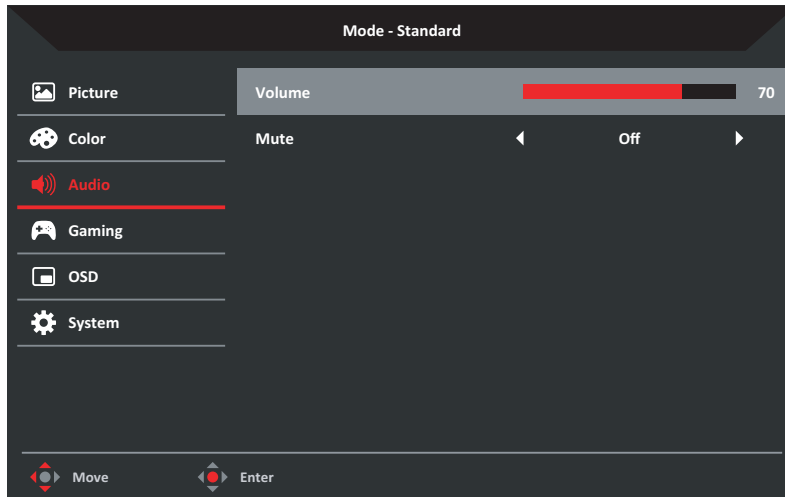 Mode - Standard
Picture
Volume 70
Color
Mute Off
Audio
Gaming
OSD
System
Move Enter